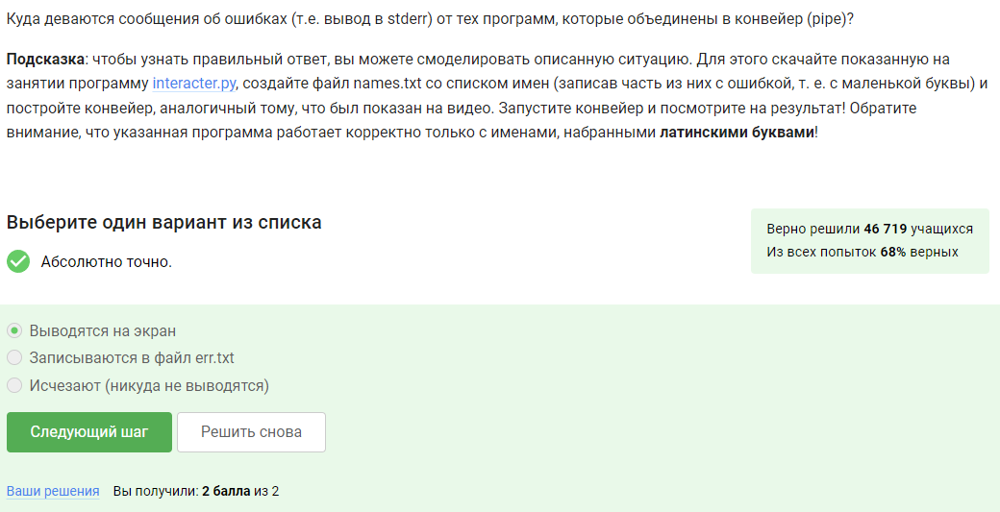 Куда деваются сообщения об ошибках (т.е. вывод в stderr) от тех программ, которые объединены в конвейер (pipe)?
Подсказка: чтобы узнать правильный ответ, вы можете смоделировать описанную ситуацию. Для этого скачайте показанную на
занятии программу interacter.py, создайте файл names.txt со списком имен (записав часть из них с ошибкой, т. е. с маленькой буквы) и
постройте конвейер, аналогичный тому, что был показан на видео. Запустите конвейер и посмотрите на результат! Обратите
внимание, что указанная программа работает корректно только с именами, набранными латинскими буквами!
Выберите один вариант из списка
Абсолютно точно.
Верно решили 46 719 учащихся
Из всех попыток 68% верных
Выводятся на экран
Записываются в файл err.txt
Исчезают (никуда не выводятся)
Следующий шаг
Решить снова
Ваши решения Вы получили: 2 балла из 2